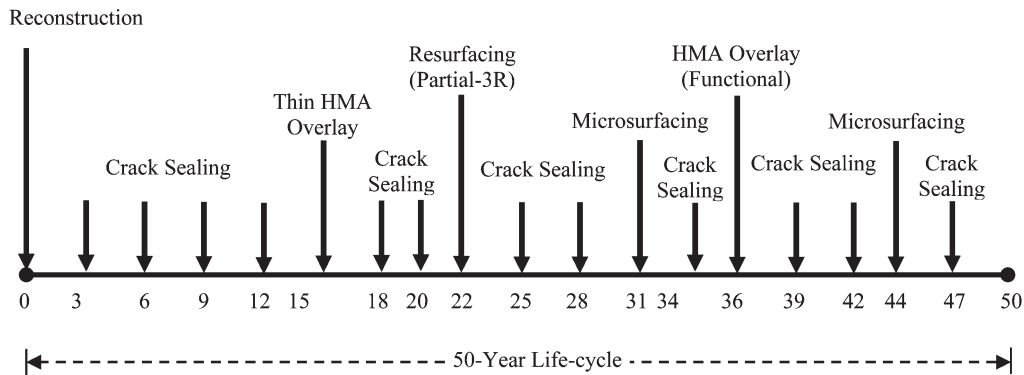 Reconstruction
Resurfacing
(Partial-3R)
HMA Overlay
(Functional)
Thin HMA
Overlay
Microsurfacing
Microsurfacing
Crack Sealing
Crack
Sealing
Crack Sealing
Crack
Sealing
Crack Sealing
Crack
Sealing
0 3 6 9 12 15 18 20 22 25 28 31 34 36 39 42 44 47 50
50-Year Life-cycle